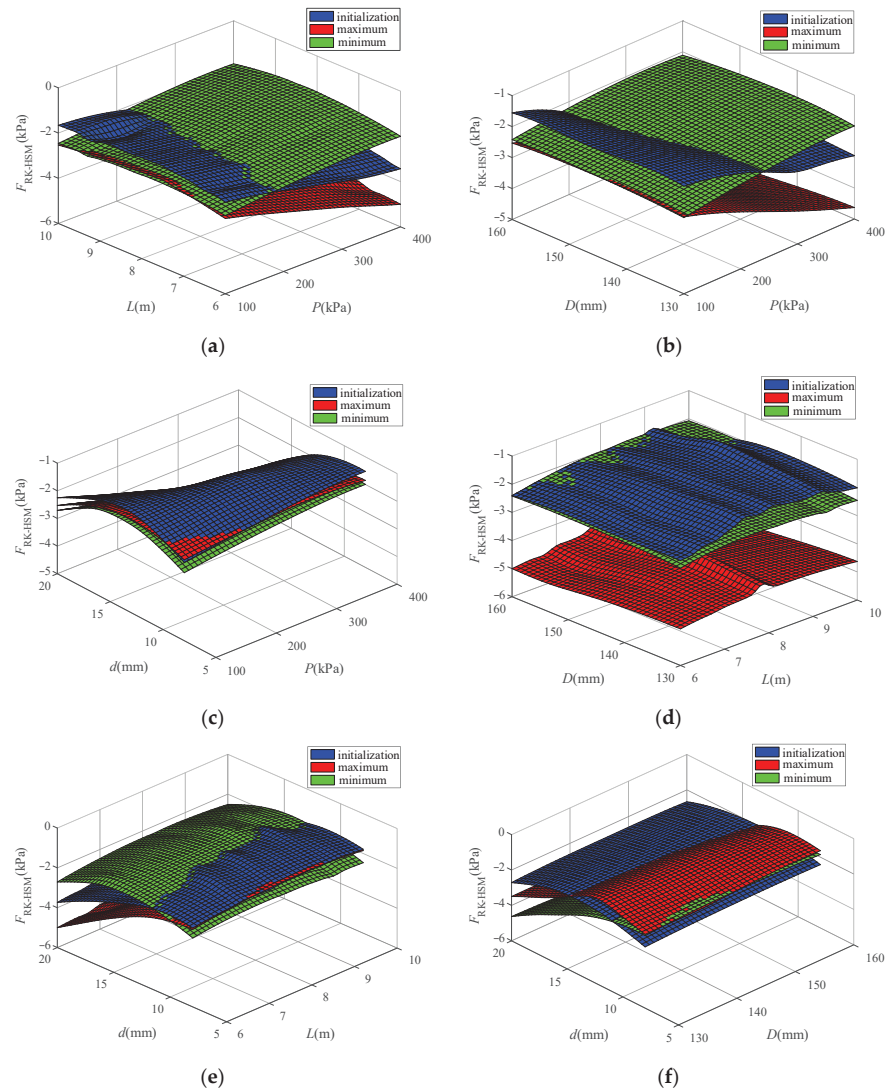 initialization
maximum
minimum
0
−2
−4
−6
F_RK-HSM(kPa)
10
9
8
7
6
L(m)
100
200
300
400
P(kPa)
(a)
initialization
maximum
minimum
−1
−2
−3
−4
−5
F_RK-HSM(kPa)
160
150
140
130
D(mm)
100
200
300
400
P(kPa)
(b)
initialization
maximum
minimum
−1
−2
−3
−4
−5
F_RK-HSM(kPa)
20
15
10
5
d(mm)
100
200
300
400
P(kPa)
(c)
initialization
maximum
minimum
−1
−2
−3
−4
−5
−6
F_RK-HSM(kPa)
160
150
140
130
D(mm)
6
7
8
9
10
L(m)
(d)
initialization
maximum
minimum
0
−2
−4
−6
F_RK-HSM(kPa)
20
15
10
5
d(mm)
6
7
8
9
10
L(m)
(e)
initialization
maximum
minimum
0
−2
−4
−6
F_RK-HSM(kPa)
20
15
10
5
d(mm)
130
140
150
160
D(mm)
(f)